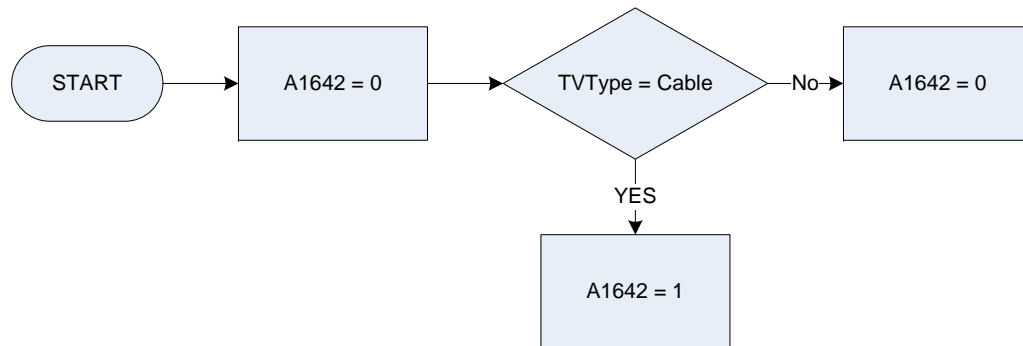 START
A1642 = 0
TVType = Cable
No
A1642 = 0
YES
A1642 = 1